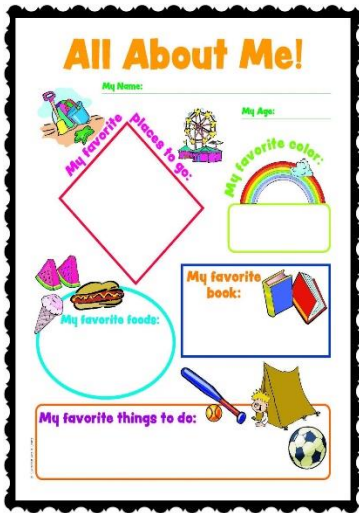 All About Me!
My Name:
My Age:
My favorite places to go:
My favorite color:
My favorite
book:
My favorite foods:
My favorite things to do: